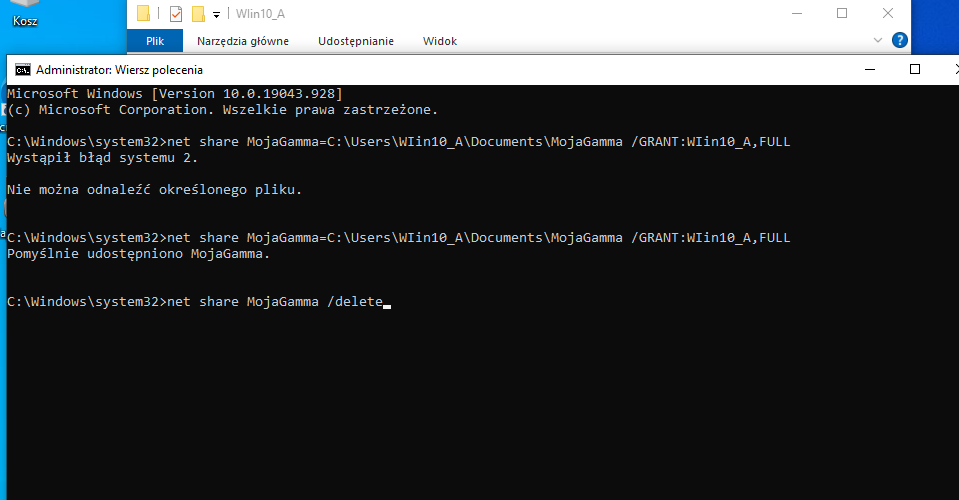 Kosz
WIin10_A
Plik
Narzędzia główne
Udostępnianie
Widok
Administrator: Wiersz polecenia
Microsoft Windows [Version 10.0.19043.928]
(c) Microsoft Corporation. Wszelkie prawa zastrzeżone.
C:\Windows\system32>net share MojaGamma=C:\Users\WIin10_A\Documents\MojaGamma /GRANT:WIin10_A,FULL
Wystąpił błąd systemu 2.
Nie można odnaleźć określonego pliku.
C:\Windows\system32>net share MojaGamma=C:\Users\WIin10_A\Documents\MojaGamma /GRANT:WIin10_A,FULL
Pomyślnie udostępniono MojaGamma.
C:\Windows\system32>net share MojaGamma /delete